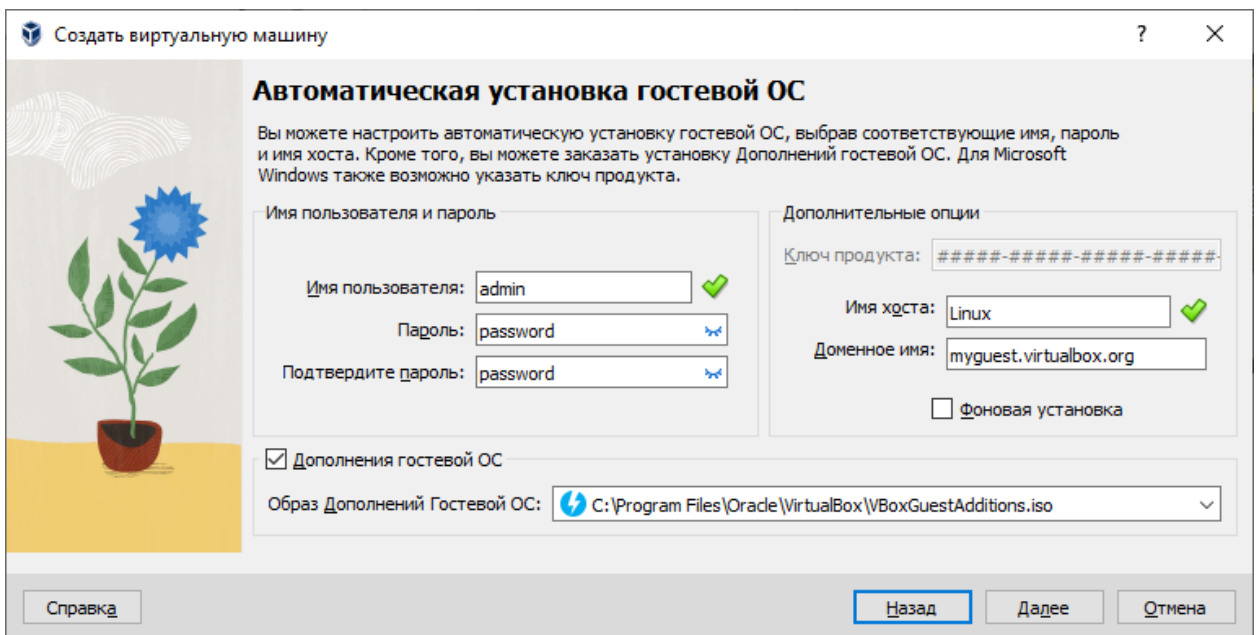 Создать виртуальную машину
?
Автоматическая установка гостевой ОС
Вы можете настроить автоматическую установку гостевой ОС, выбрав соответствующие имя, пароль
и имя хоста. Кроме того, вы можете заказать установку Дополнений гостевой ОС. Для Microsoft
Windows также возможно указать ключ продукта.
Имя пользователя и пароль
Имя пользователя: admin
Пароль: password
Подтвердите пароль: password
Дополнительные опции
Ключ продукта: #####-#####-#####-#####-
Имя хоста: Linux
Доменное имя: myguest.virtualbox.org
Фоновая установка
Дополнения гостевой ОС
Образ Дополнений Гостевой ОС: C:\Program Files\Oracle\VirtualBox\VBoxGuestAdditions.iso
Справка Назад Далее Отмена